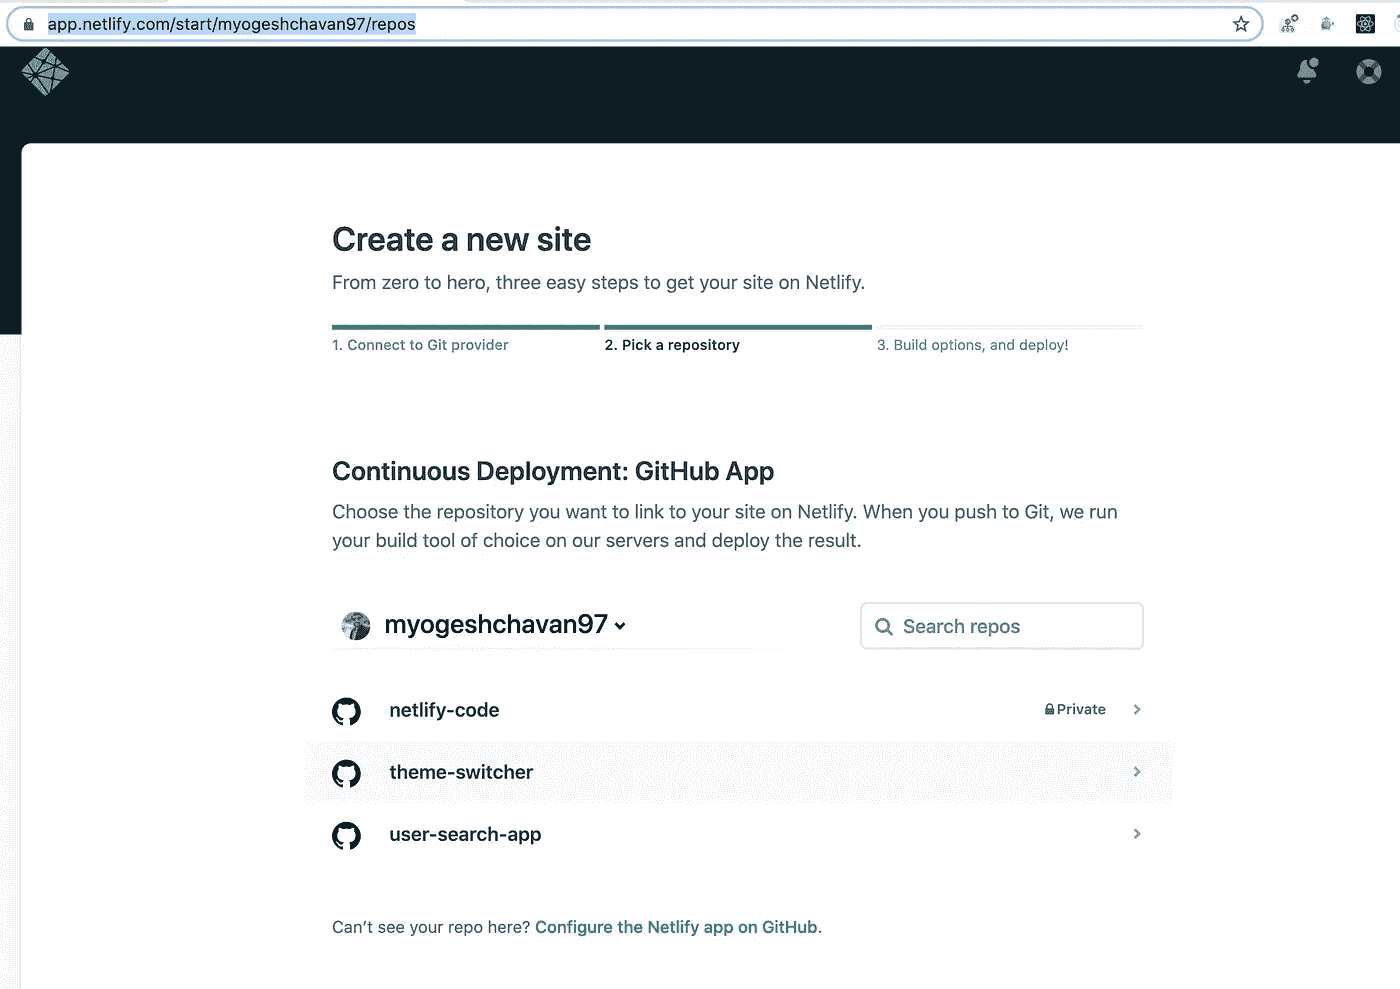 app.netlify.com/start/myogeshchavan97/repos
Create a new site
From zero to hero, three easy steps to get your site on Netlify.
1. Connect to Git provider
2. Pick a repository
3. Build options, and deploy!
Continuous Deployment: GitHub App
Choose the repository you want to link to your site on Netlify. When you push to Git, we run
your build tool of choice on our servers and deploy the result.
myogeshchavan97
Search repos
netlify-code
Private
theme-switcher
user-search-app
Can’t see your repo here? Configure the Netlify app on GitHub.